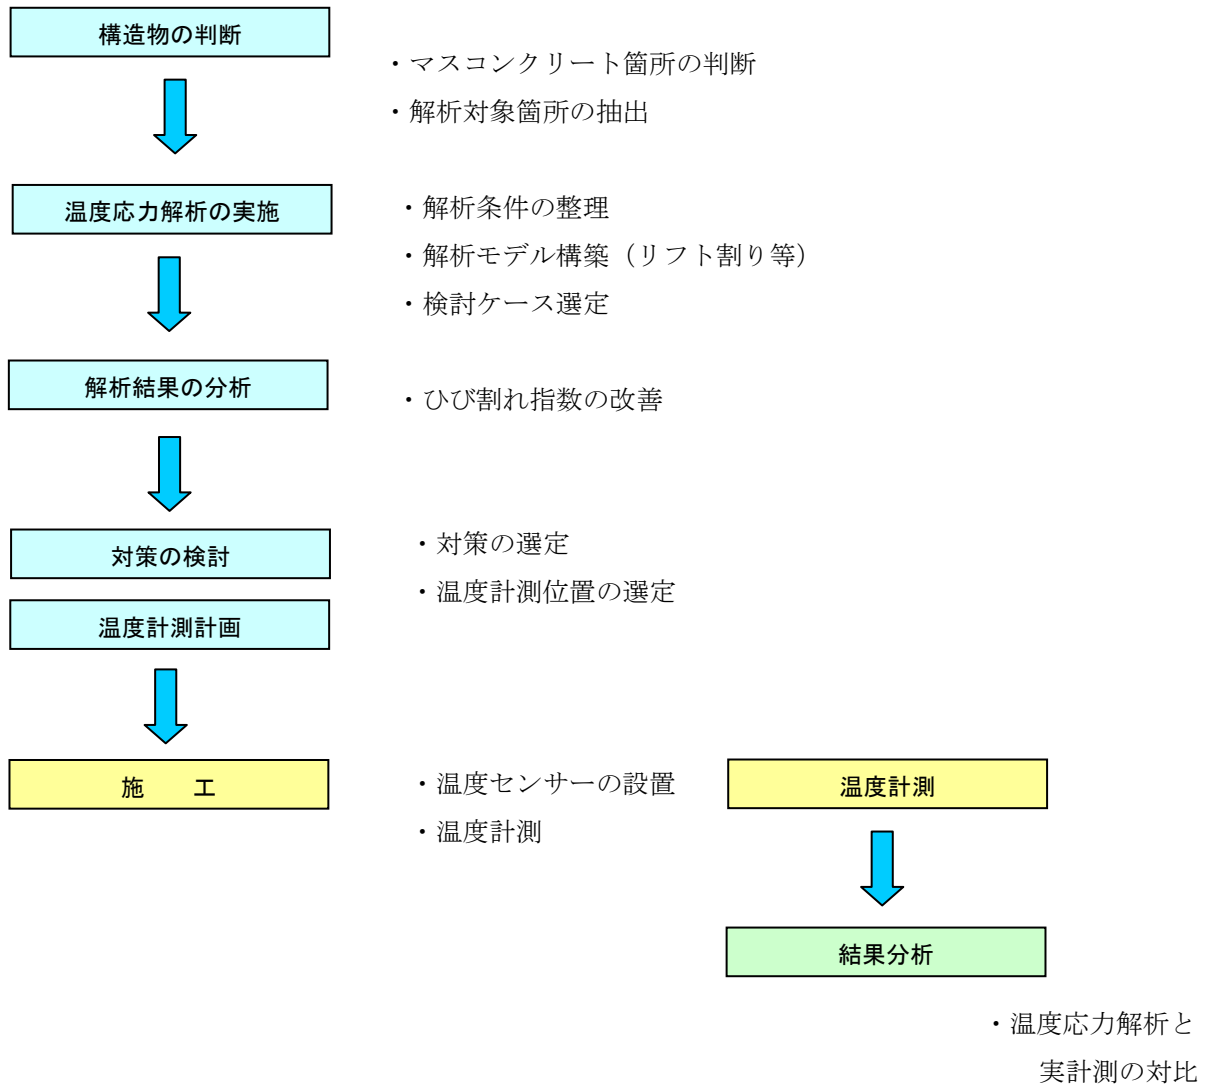 構造物の判断
・マスコンクリート箇所の判断
・解析対象箇所の抽出
温度応力解析の実施
・解析条件の整理
・解析モデル構築（リフト割り等）
・検討ケース選定
解析結果の分析
・ひび割れ指数の改善
対策の検討
・対策の選定
・温度計測位置の選定
温度計測計画
施　　工
・温度センサーの設置
・温度計測
温度計測
結果分析
・温度応力解析と
実計測の対比